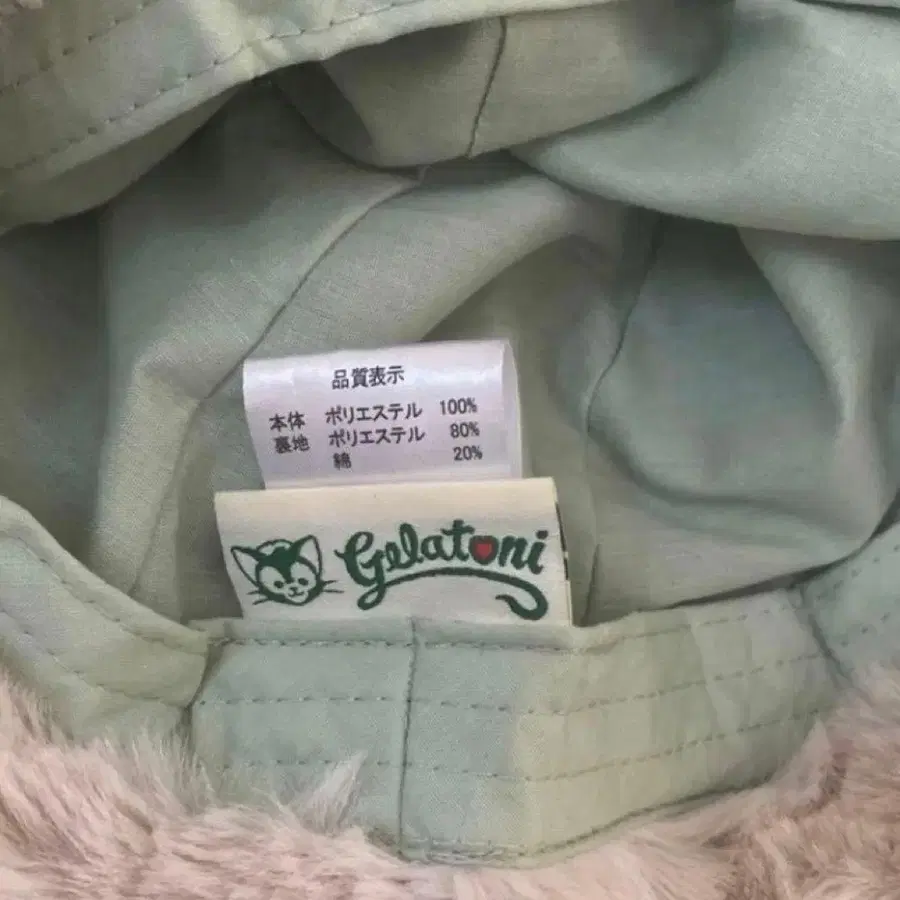 品質表示
本体 ポリエステル 100%
裏地 ポリエステル 80%
綿 20%
Gelatoni